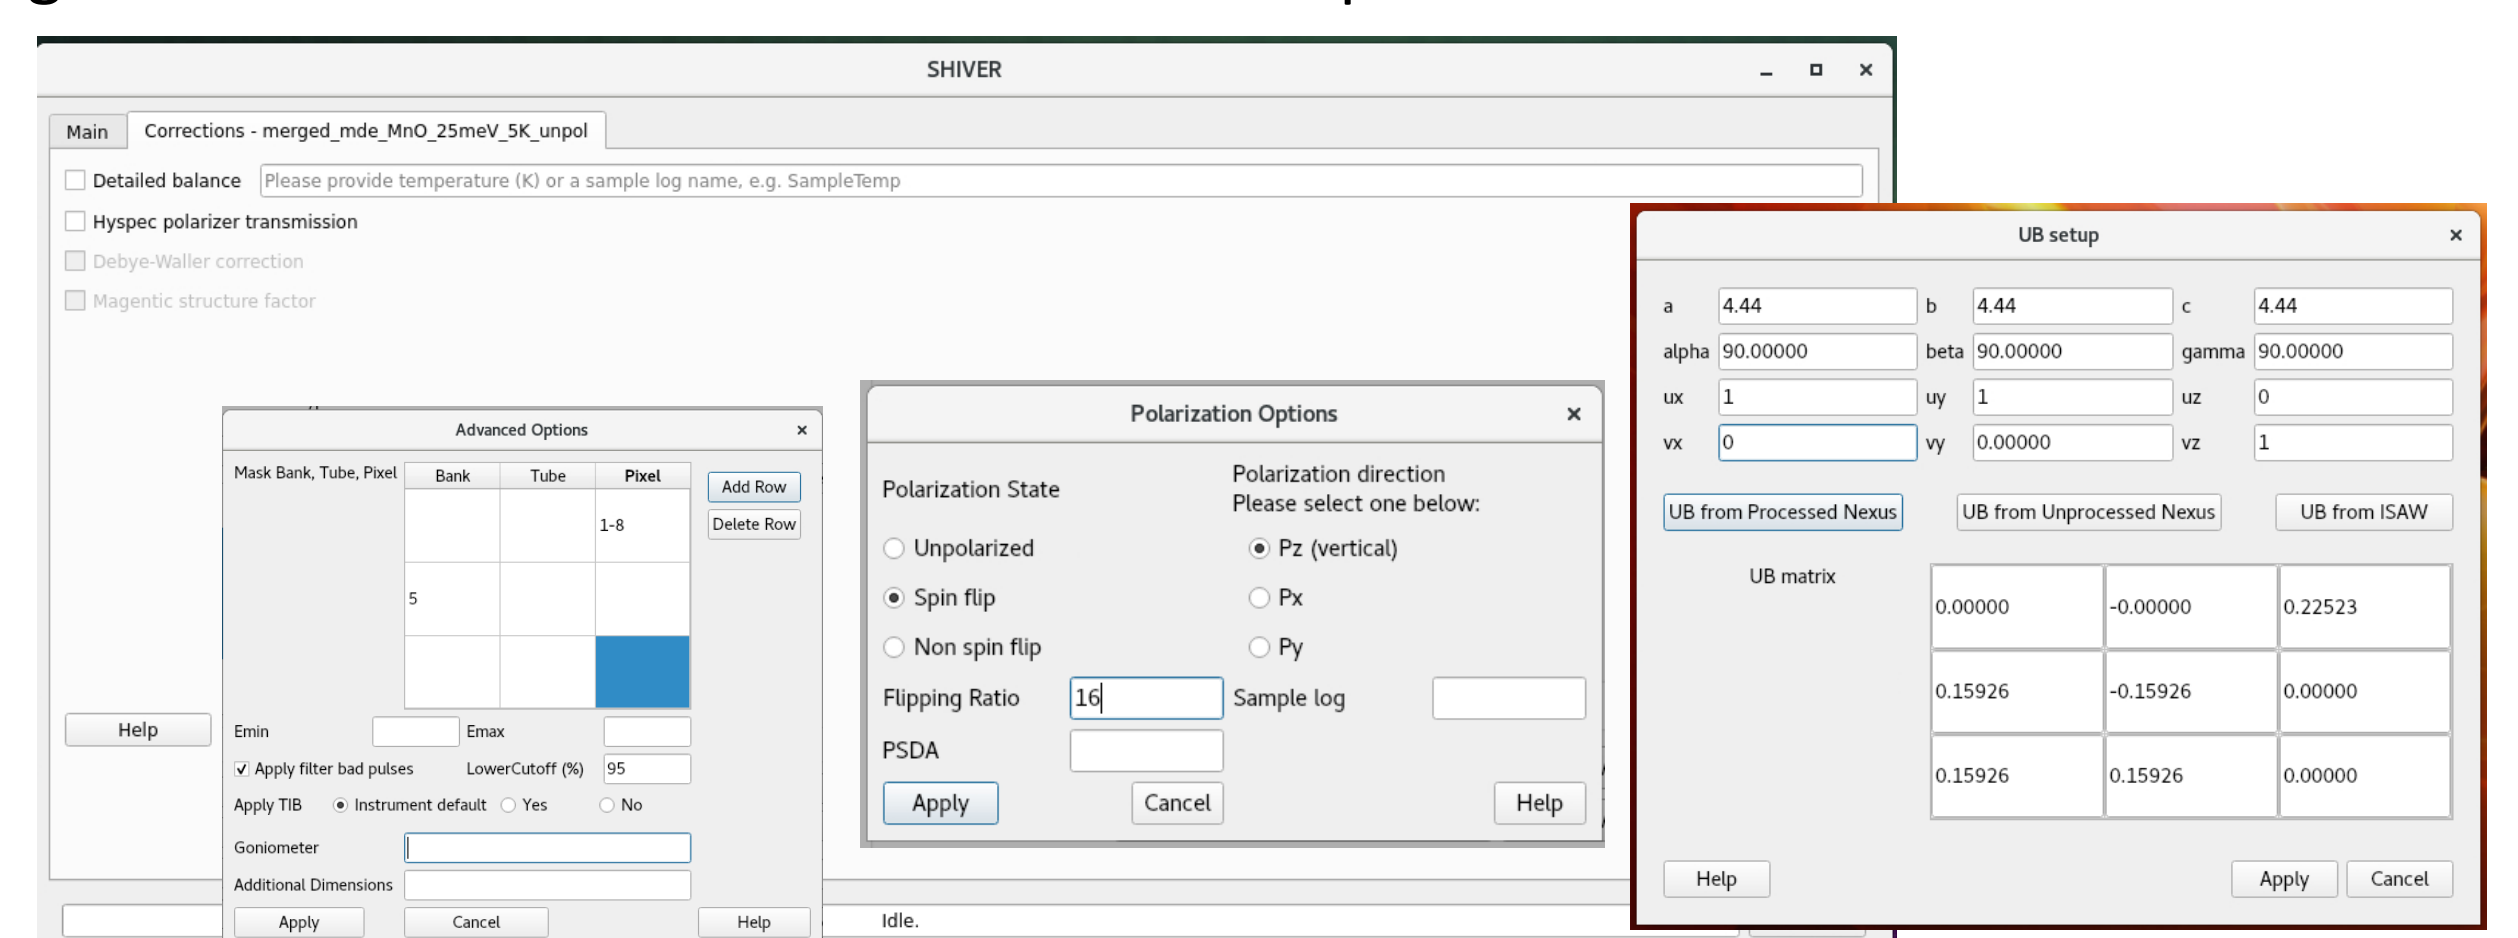 SHIVER
Main
Corrections - merged_mde_MnO_25meV_5K_unpol
Detailed balance
Please provide temperature (K) or a sample log name, e.g. SampleTemp
Hyspec polarizer transmission
Debye-Waller correction
Magentic structure factor
Help
Idle.
Advanced Options
Mask Bank, Tube, Pixel
Bank Tube Pixel
1-8
5
Add Row
Delete Row
Emin Emax
Apply filter bad pulses LowerCutoff (%) 95
Apply TIB Instrument default Yes No
Goniometer
Additional Dimensions
Apply Cancel Help
Polarization Options
Polarization State
Polarization direction
Please select one below:
Unpolarized Pz (vertical)
Spin flip Px
Non spin flip Py
Flipping Ratio 16 Sample log
PSDA
Apply Cancel Help
UB setup
a 4.44 b 4.44 c 4.44
alpha 90.00000 beta 90.00000 gamma 90.00000
ux 1 uy 1 uz 0
vx 0 vy 0.00000 vz 1
UB from Processed Nexus UB from Unprocessed Nexus UB from ISAW
UB matrix
0.00000 -0.00000 0.22523
0.15926 -0.15926 0.00000
0.15926 0.15926 0.00000
Help Apply Cancel